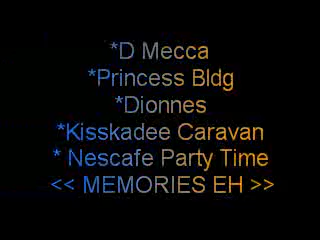 *D Mecca
*Princess Bldg
*Dionnes
*Kisskadee Caravan
* Nescafe Party Time
<< MEMORIES EH >>